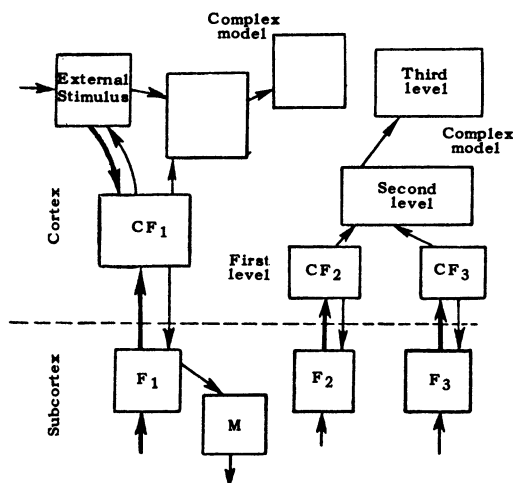 Complex
model
External
Stimulus
Third
level
Complex
model
Second
level
Cortex
CF₁
First
level
CF₂
CF₃
Subcortex
F₁
F₂
F₃
M